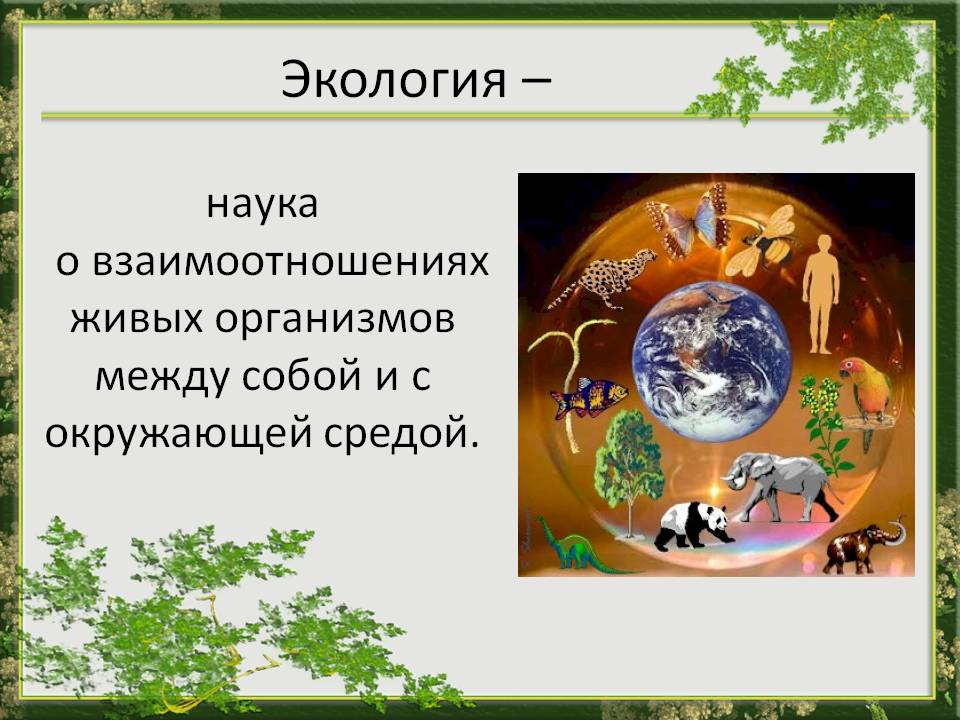 Экология –
наука
о взаимоотношениях
живых организмов
между собой и с
окружающей средой.